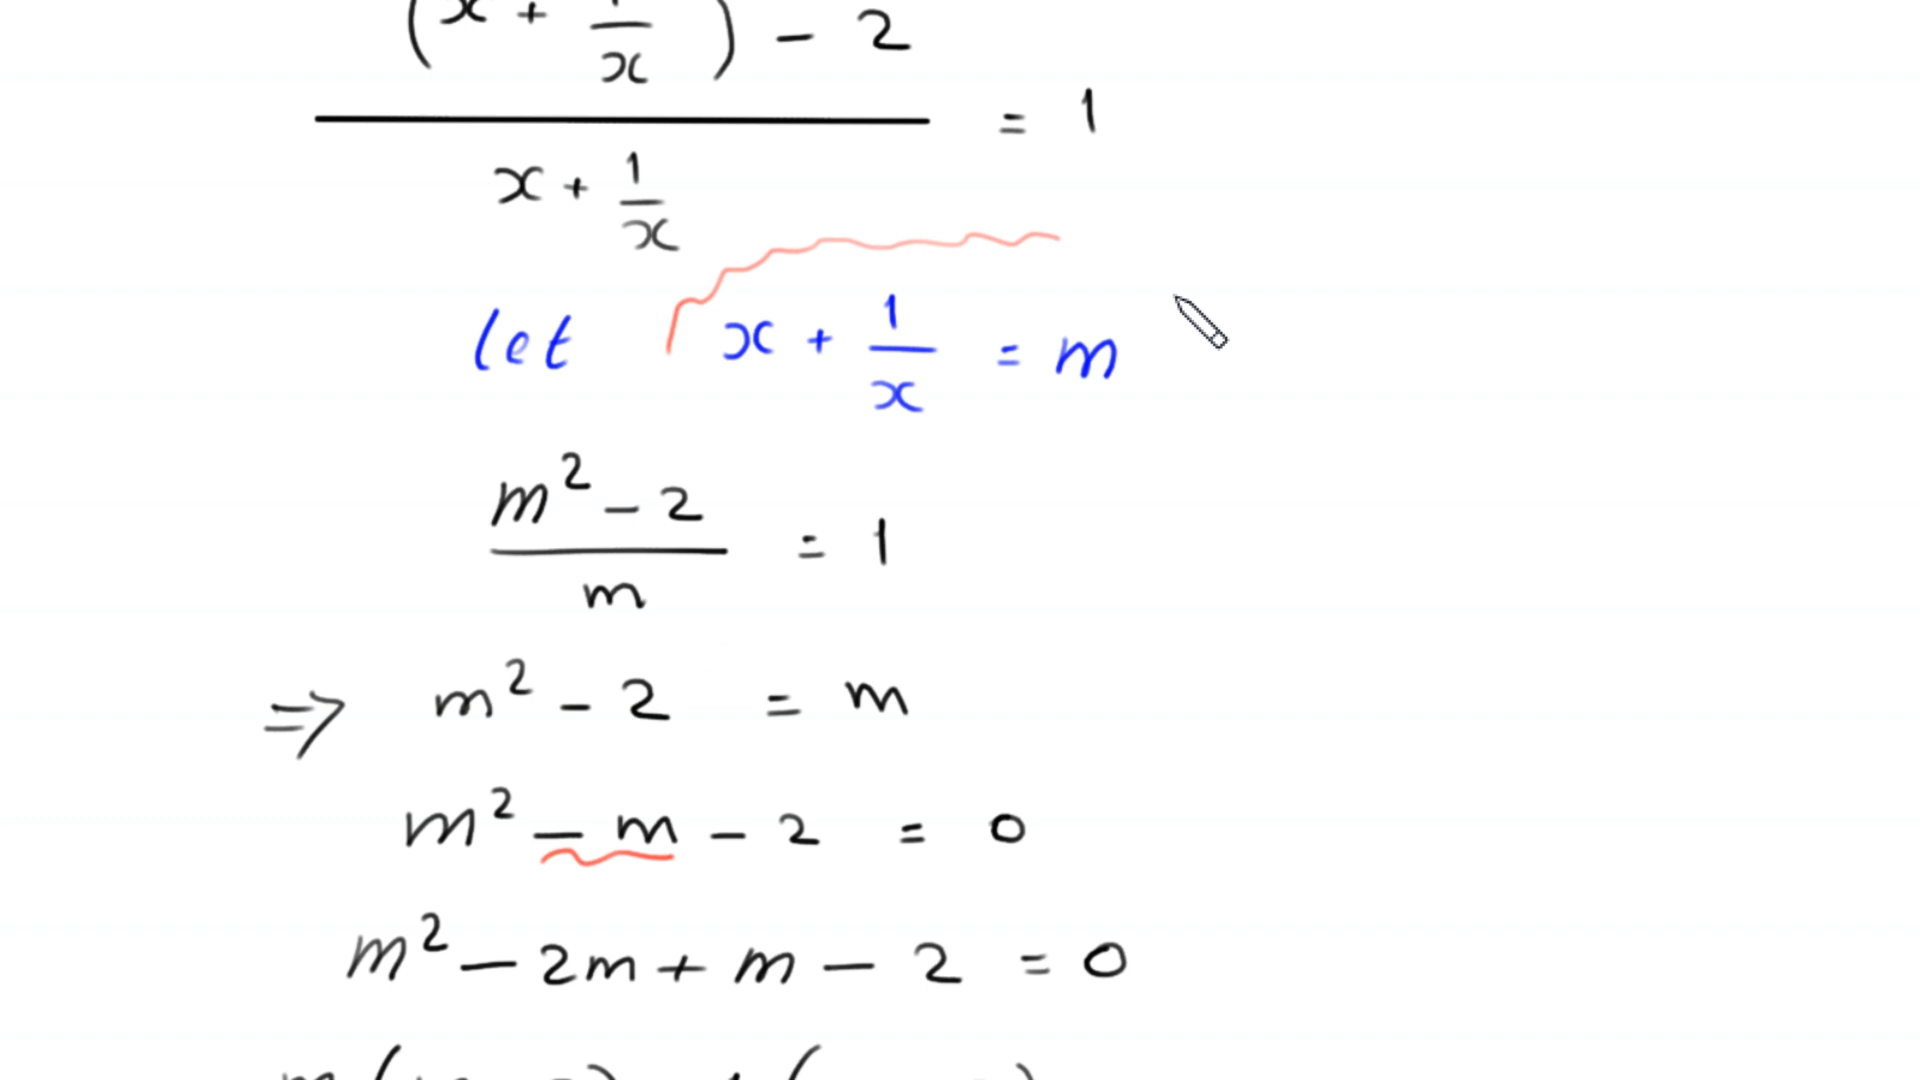 (x + 1/x) - 2
= 1
x + 1/x
let x + 1/x = m
m² - 2
= 1
m
⇒ m² - 2 = m
m² - m - 2 = 0
m² - 2m + m - 2 = 0